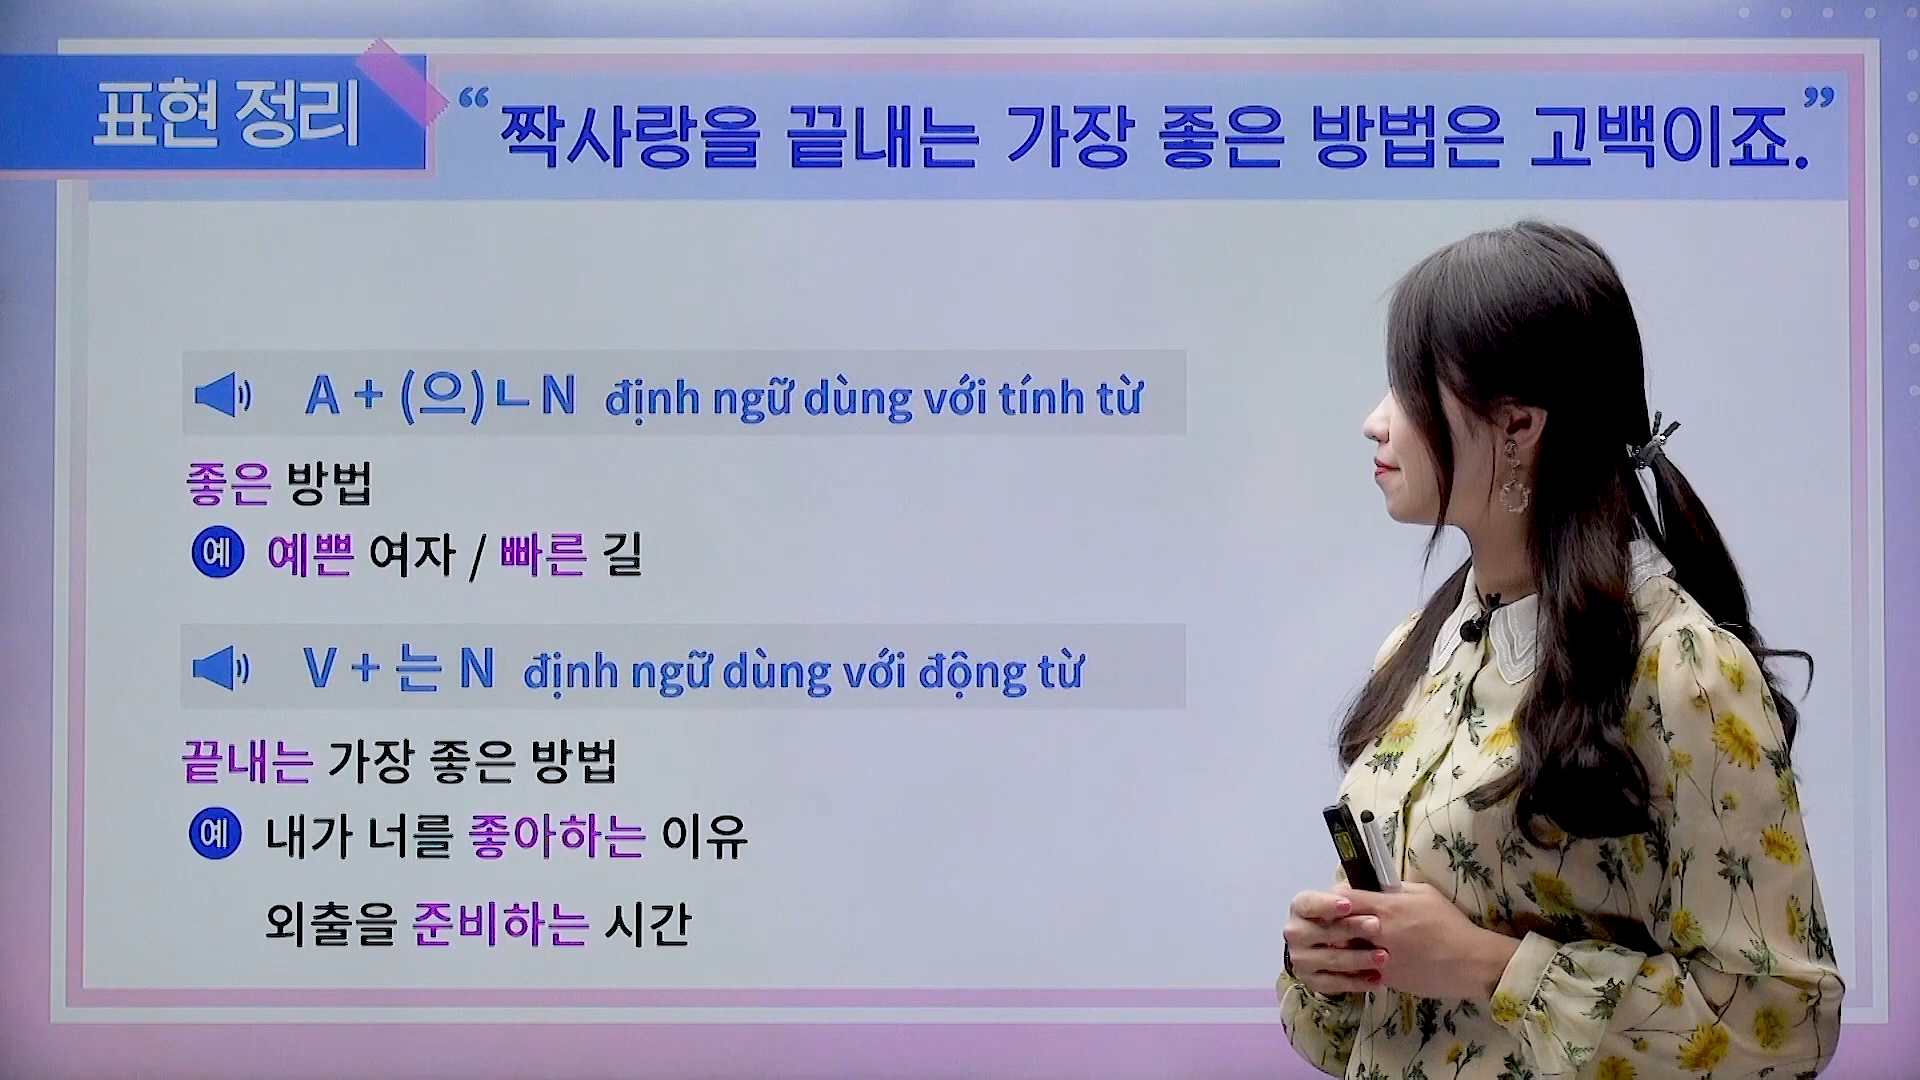 표현 정리
“짝사랑을 끝내는 가장 좋은 방법은 고백이죠.”
A + (으)ㄴ N định ngữ dùng với tính từ
좋은 방법
예 예쁜 여자 / 빠른 길
V + 는 N định ngữ dùng với động từ
끝내는 가장 좋은 방법
예 내가 너를 좋아하는 이유
외출을 준비하는 시간